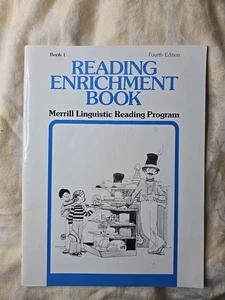 Book 1 Fourth Edition
READING
ENRICHMENT
BOOK
Merrill Linguistic Reading Program